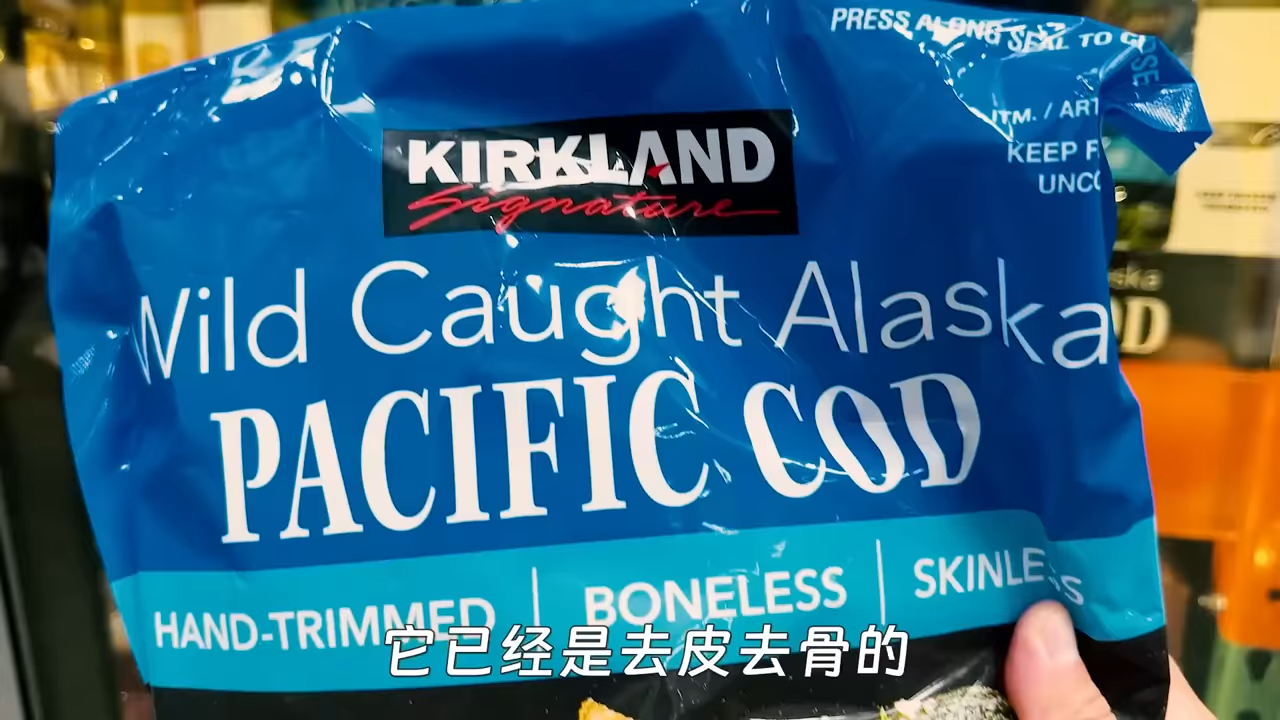 PRESS ALONG SEAL TO CLOSE
ITM. / ART
KEEP F
UNCO
KIRKLAND
Signature
Wild Caught Alaska
PACIFIC COD
HAND-TRIMMED | BONELESS | SKINLESS
它已经是去皮去骨的